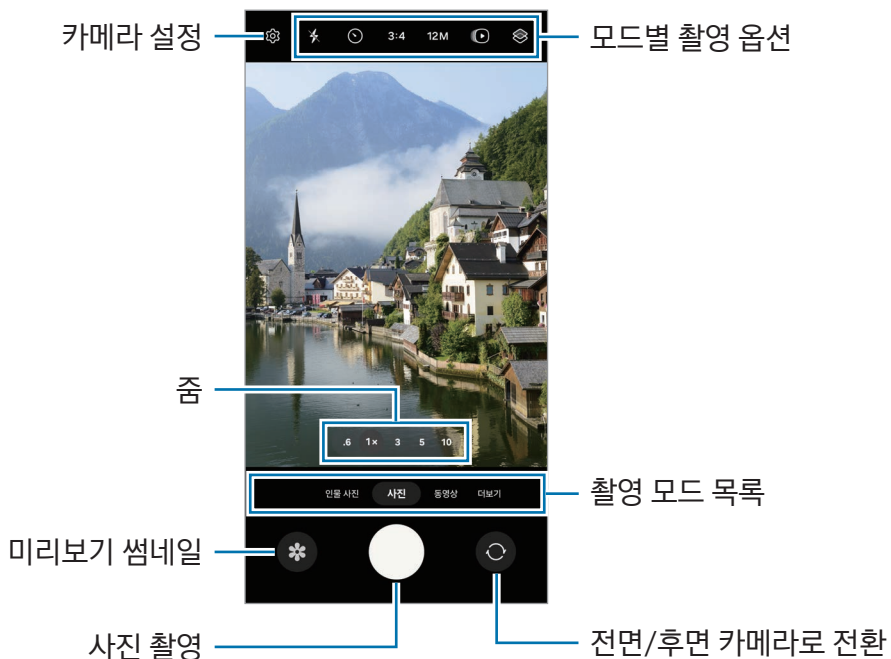 카메라 설정
3:4 12M
모드별 촬영 옵션
줌
.6 1× 3 5 10
인물 사진 사진 동영상 더보기
촬영 모드 목록
미리보기 썸네일
사진 촬영
전면/후면 카메라로 전환